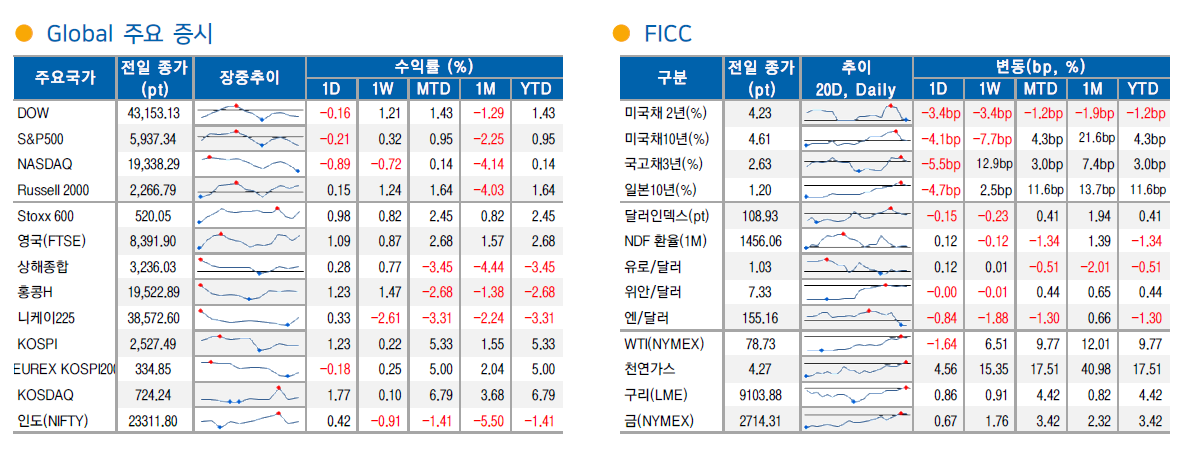 Global 주요 증시
주요국가 전일 종가 (pt) 장중추이 수익률 (%)
1D 1W MTD 1M YTD
DOW 43,153.13 −0.16 1.21 1.43 −1.29 1.43
S&P500 5,937.34 −0.21 0.32 0.95 −2.25 0.95
NASDAQ 19,338.29 −0.89 −0.72 0.14 −4.14 0.14
Russell 2000 2,266.79 0.15 1.24 1.64 −4.03 1.64
Stoxx 600 520.05 0.98 0.82 2.45 0.82 2.45
영국(FTSE) 8,391.90 1.09 0.87 2.68 1.57 2.68
상해종합 3,236.03 0.28 0.77 −3.45 −4.44 −3.45
홍콩H 19,522.89 1.23 1.47 −2.68 −1.38 −2.68
니케이225 38,572.60 0.33 −2.61 −3.31 −2.24 −3.31
KOSPI 2,527.49 1.23 0.22 5.33 1.55 5.33
EUREX KOSPI200 334.85 −0.18 0.25 5.00 2.04 5.00
KOSDAQ 724.24 1.77 0.10 6.79 3.68 6.79
인도(NIFTY) 23311.80 0.42 −0.91 −1.41 −5.50 −1.41
FICC
구분 전일 종가 (pt) 추이 20D, Daily 변동(bp, %)
1D 1W MTD 1M YTD
미국채 2년(%) 4.23 −3.4bp −3.4bp −1.2bp −1.9bp −1.2bp
미국채10년(%) 4.61 −4.1bp −7.7bp 4.3bp 21.6bp 4.3bp
국고채3년(%) 2.63 −5.5bp 12.9bp 3.0bp 7.4bp 3.0bp
일본10년(%) 1.20 −4.7bp 2.5bp 11.6bp 13.7bp 11.6bp
달러인덱스(pt) 108.93 −0.15 −0.23 0.41 1.94 0.41
NDF 환율(1M) 1456.06 0.12 −0.12 −1.34 1.39 −1.34
유로/달러 1.03 0.12 0.01 −0.51 −2.01 −0.51
위안/달러 7.33 −0.00 −0.01 0.44 0.65 0.44
엔/달러 155.16 −0.84 −1.88 −1.30 0.66 −1.30
WTI(NYMEX) 78.73 −1.64 6.51 9.77 12.01 9.77
천연가스 4.27 4.56 15.35 17.51 40.98 17.51
구리(LME) 9103.88 0.86 0.91 4.42 0.82 4.42
금(NYMEX) 2714.31 0.67 1.76 3.42 2.32 3.42